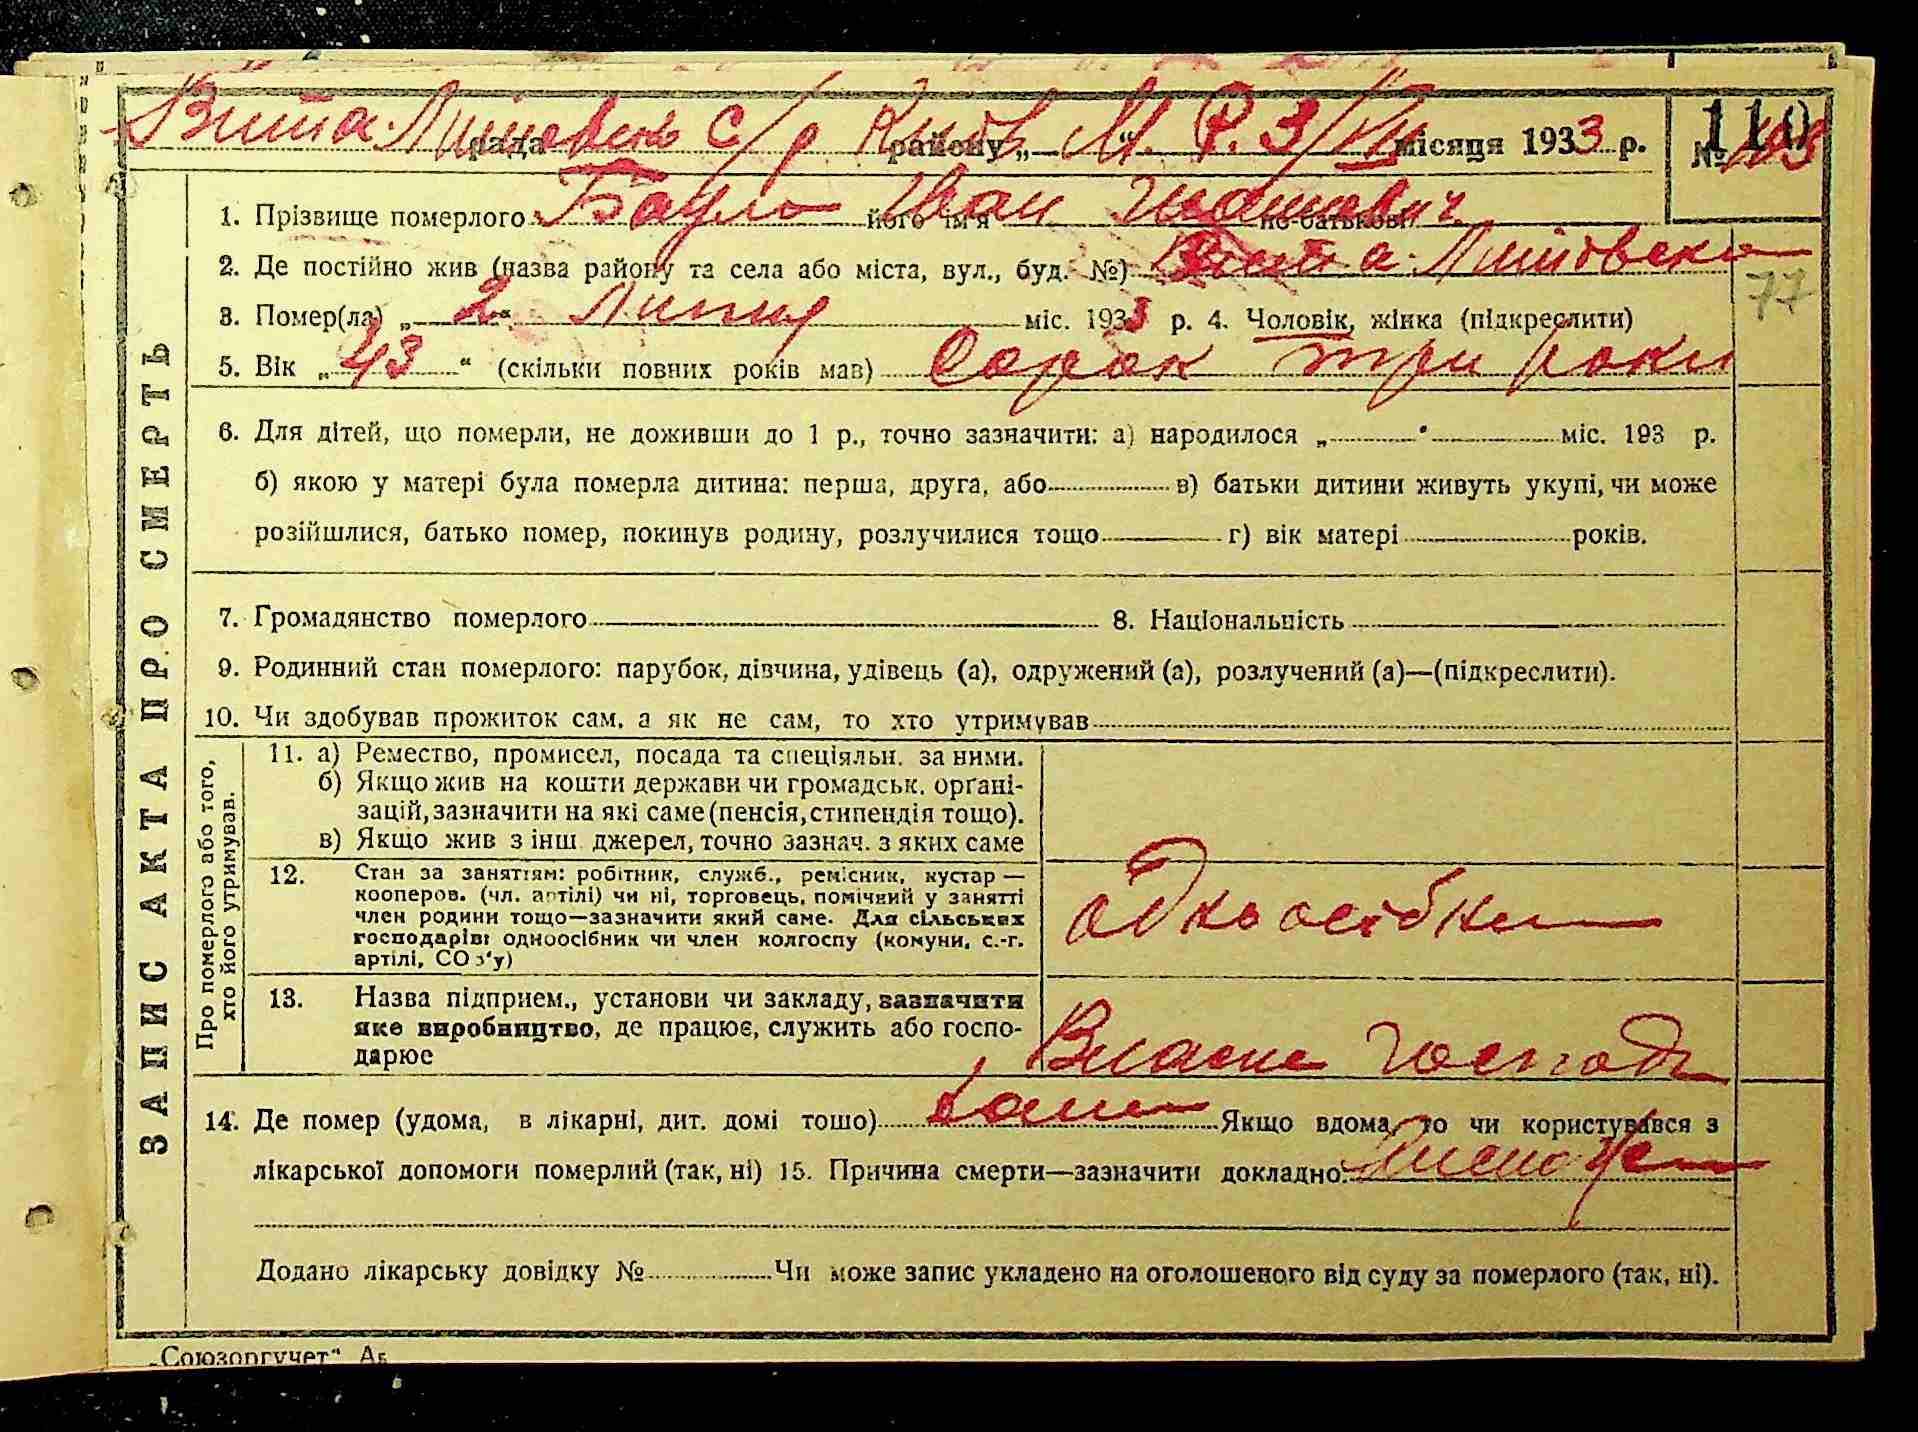 Вита-Литовська с/р Київ. М. Р. 3/VII
рада району „ “ місяця 1933 р. № 110
ЗАПИС АКТА ПРО СМЕРТЬ
1. Прізвище померлого його ім'я Іван по-батькові
2. Де постійно жив (назва району та села або міста, вул., буд. №) Вита-Литовська
77
3. Помер(ла) „2“ Липня міс. 1933 р. 4. Чоловік, жінка (підкреслити)
5. Вік „43“ (скільки повних років мав) Сорок три роки
6. Для дітей, що померли, не доживши до 1 р., точно зазначити: а) народилося „ “ міс. 193 р.
б) якою у матері була померла дитина: перша, друга, або в) батьки дитини живуть укупі, чи може
розійшлися, батько помер, покинув родину, розлучилися тощо г) вік матері років.
7. Громадянство померлого 8. Національність
9. Родинний стан померлого: парубок, дівчина, удівець (а), одружений (а), розлучений (а)—(підкреслити).
10. Чи здобував прожиток сам, а як не сам, то хто утримував
Про померлого або того,
хто його утримував.
11. а) Ремество, промисел, посада та спеціяльн. за ними.
б) Якщо жив на кошти держави чи громадськ. орґані-
зацій, зазначити на які саме (пенсія, стипендія тощо).
в) Якщо жив з інш джерел, точно зазнач. з яких саме
12. Стан за заняттям: робітник, служб., ремісник, кустар —
кооперов. (чл. артілі) чи ні, торговець, помічний у занятті
член родини тощо—зазначити який саме. Для сільських
господарів: одноосібник чи член колгоспу (комуни, с.-г.
артілі, СОЗ'у)
одноосібник
13. Назва підприєм., установи чи закладу, зазначити
яке виробництво, де працює, служить або госпо-
дарює
Власне господ
14. Де помер (удома, в лікарні, дит. домі тошо) Дома Якщо вдома, то чи користувався з
лікарської допомоги померлий (так, ні) 15. Причина смерти—зазначити докладно:
Додано лікарську довідку № Чи може запис укладено на оголошеного від суду за померлого (так, ні).
„Союзоргучет“